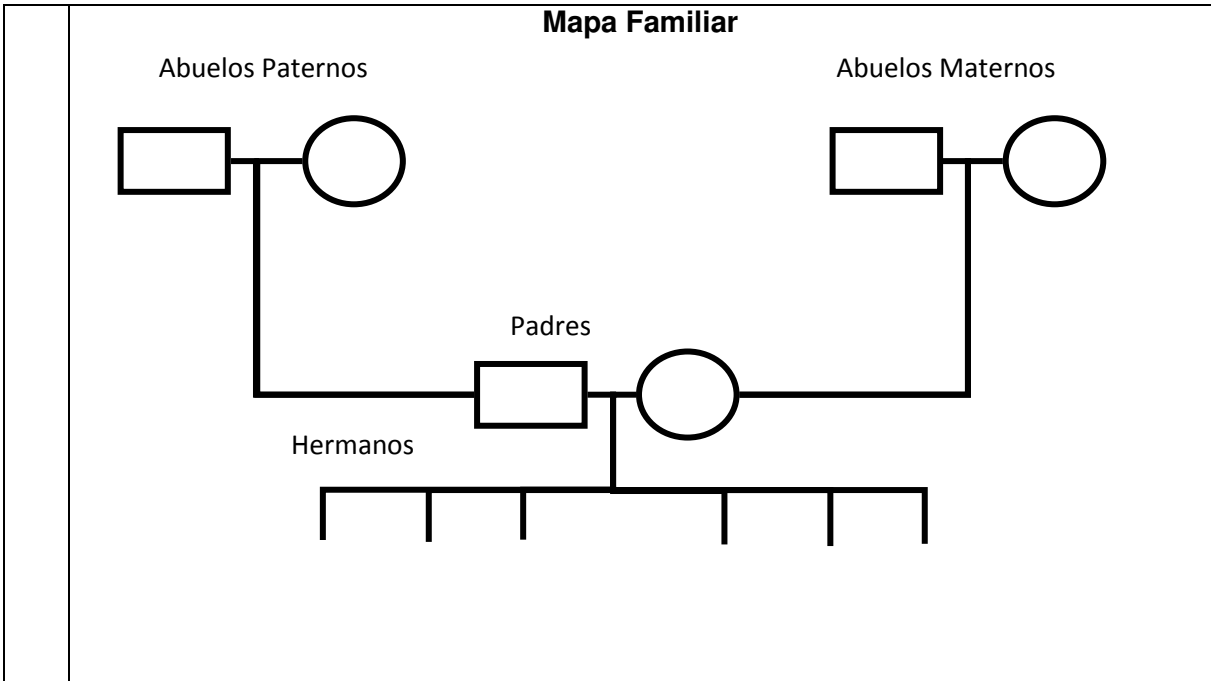 Mapa Familiar
Abuelos Paternos
Abuelos Maternos
Padres
Hermanos